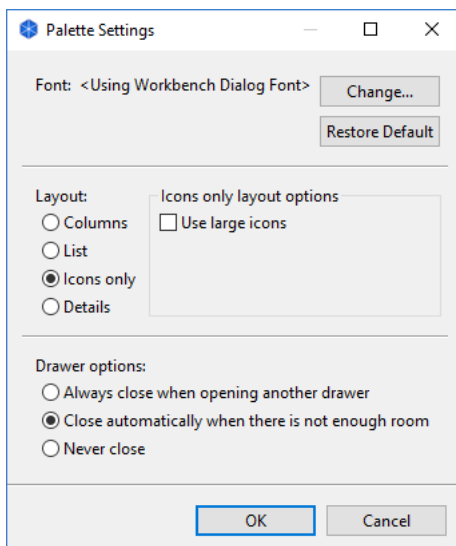 Palette Settings
Font: <Using Workbench Dialog Font>
Change...
Restore Default
Layout:
Icons only layout options
Columns
Use large icons
List
Icons only
Details
Drawer options:
Always close when opening another drawer
Close automatically when there is not enough room
Never close
OK
Cancel